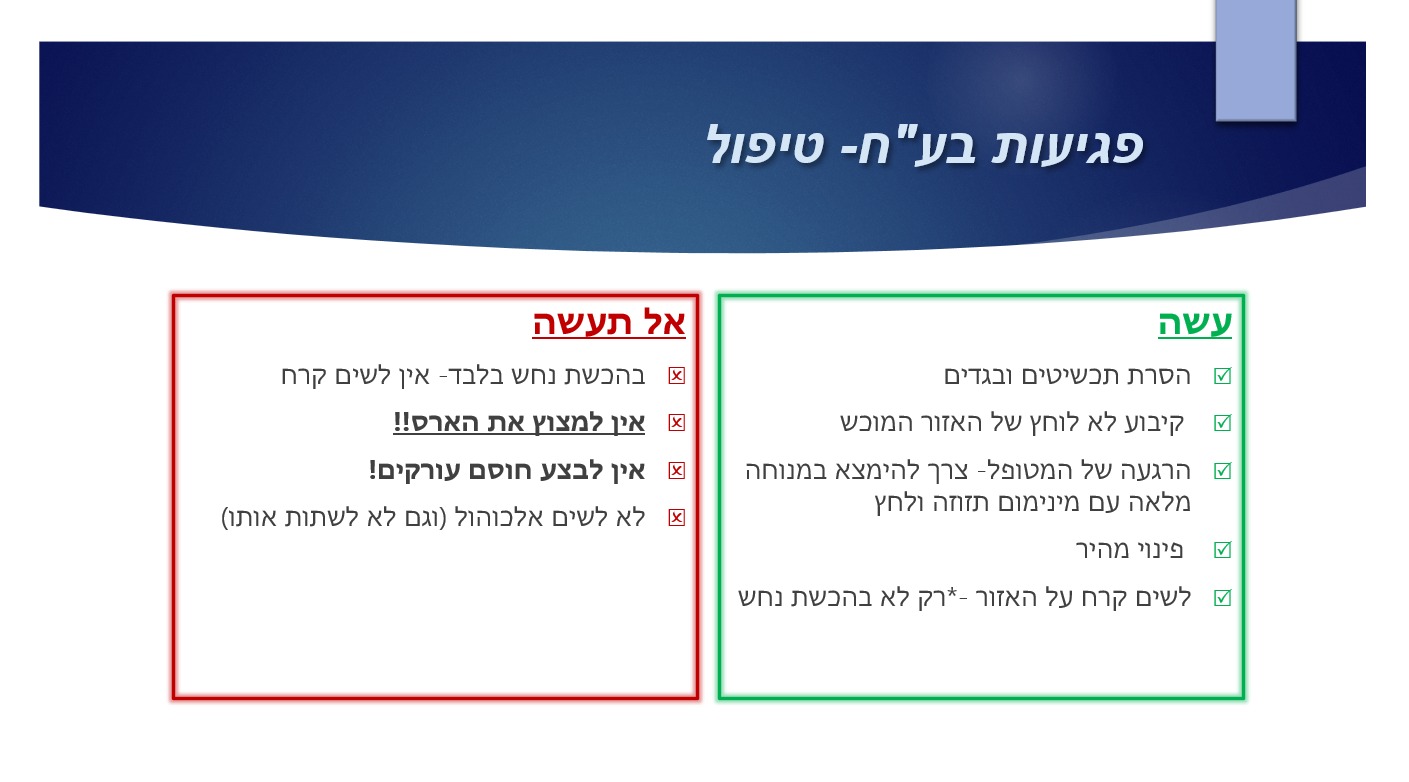 פגיעות בע"ח- טיפול
עשה
הסרת תכשיטים ובגדים
קיבוע לא לוחץ של האזור המוכש
הרגעה של המטופל- צרך להימצא במנוחה
מלאה עם מינימום תזוזה ולחץ
פינוי מהיר
לשים קרח על האזור -*רק לא בהכשת נחש
אל תעשה
בהכשת נחש בלבד- אין לשים קרח
אין למצוץ את הארס!!
אין לבצע חוסם עורקים!
לא לשים אלכוהול (וגם לא לשתות אותו)